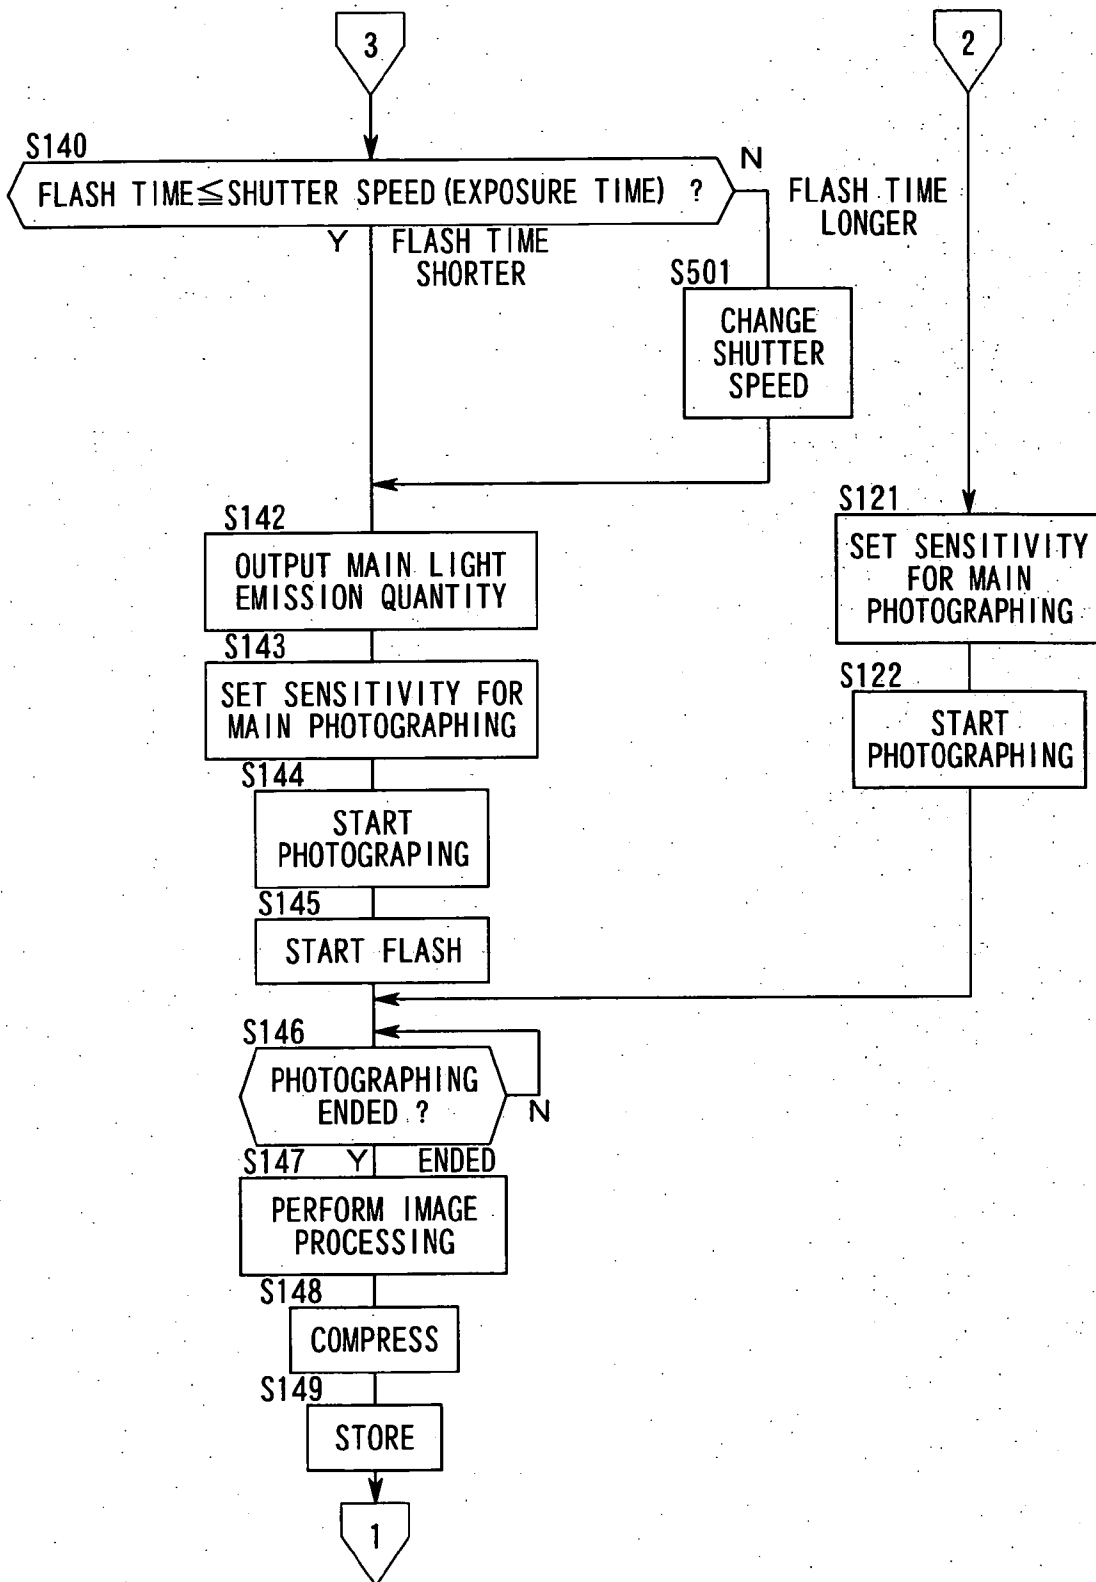 3
2
S140
FLASH TIME≦SHUTTER SPEED (EXPOSURE TIME) ?
N
FLASH TIME
LONGER
Y
FLASH TIME
SHORTER
S501
CHANGE
SHUTTER
SPEED
S142
OUTPUT MAIN LIGHT
EMISSION QUANTITY
S121
SET SENSITIVITY
FOR MAIN
PHOTOGRAPHING
S143
SET SENSITIVITY FOR
MAIN PHOTOGRAPHING
S122
START
PHOTOGRAPHING
S144
START
PHOTOGRAPING
S145
START FLASH
S146
PHOTOGRAPHING
ENDED ?
N
S147
Y
ENDED
PERFORM IMAGE
PROCESSING
S148
COMPRESS
S149
STORE
1